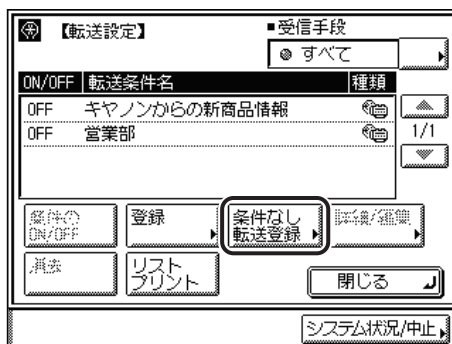 【転送設定】
■受信手段
すべて
ON/OFF 転送条件名 種類
OFF キヤノンからの新商品情報
OFF 営業部
1/1
条件の
ON/OFF
登録
条件なし
転送登録
詳細/編集
消去
リスト
プリント
閉じる
システム状況/中止